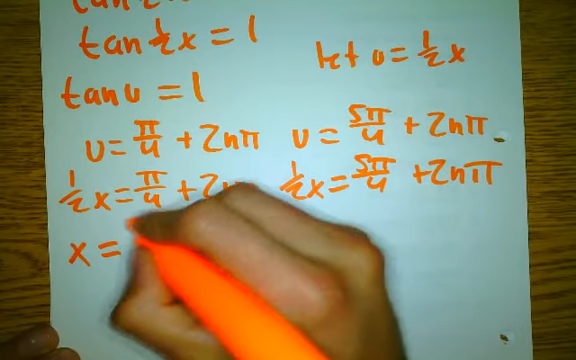 tan ½x = 1
let u = ½x
tan u = 1
u = π/4 + 2nπ u = 5π/4 + 2nπ
½x = π/4 + 2 ½x = 5π/4 + 2nπ
x =